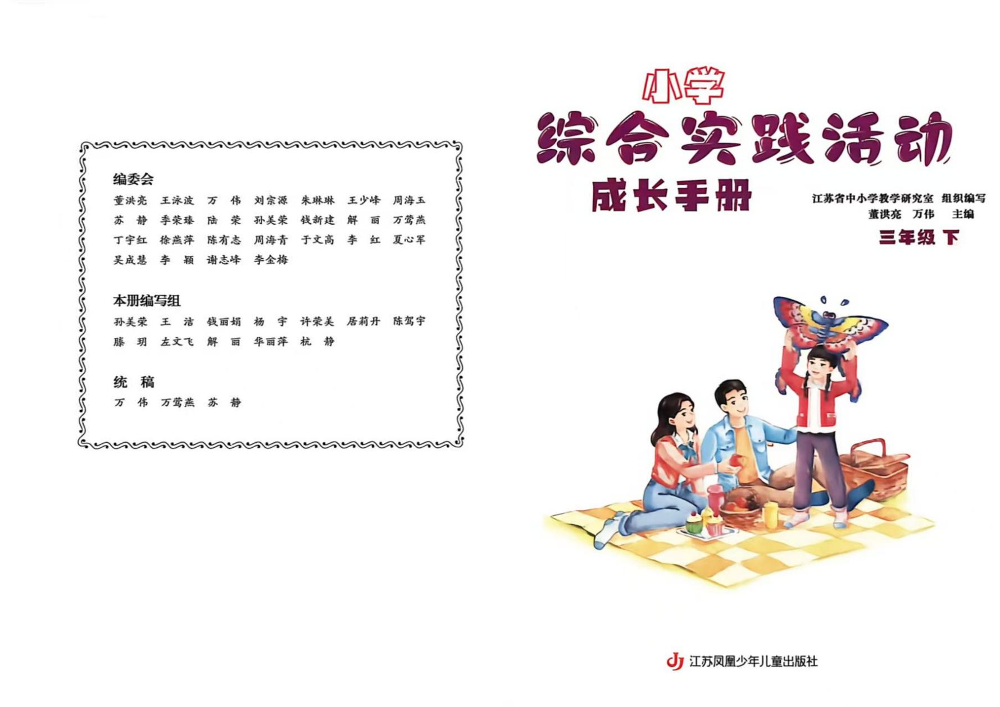 编委会
董洪亮 王泳波 万 伟 刘宗源 朱琳琳 王少峰 周海玉
苏 静 季荣臻 陆 荣 孙美荣 钱新建 解 丽 万莺燕
丁宇红 徐燕萍 陈有志 周海青 于文高 李 红 夏心军
吴成慧 李 颖 谢志峰 李金梅
本册编写组
孙美荣 王 洁 钱丽娟 杨 宇 许荣美 居莉丹 陈驾宇
滕 玥 左文飞 解 丽 华丽萍 杭 静
统 稿
万 伟 万莺燕 苏 静
小学
综合实践活动
成长手册
江苏省中小学教学研究室 组织编写
董洪亮 万伟 主编
三年级 下
江苏凤凰少年儿童出版社